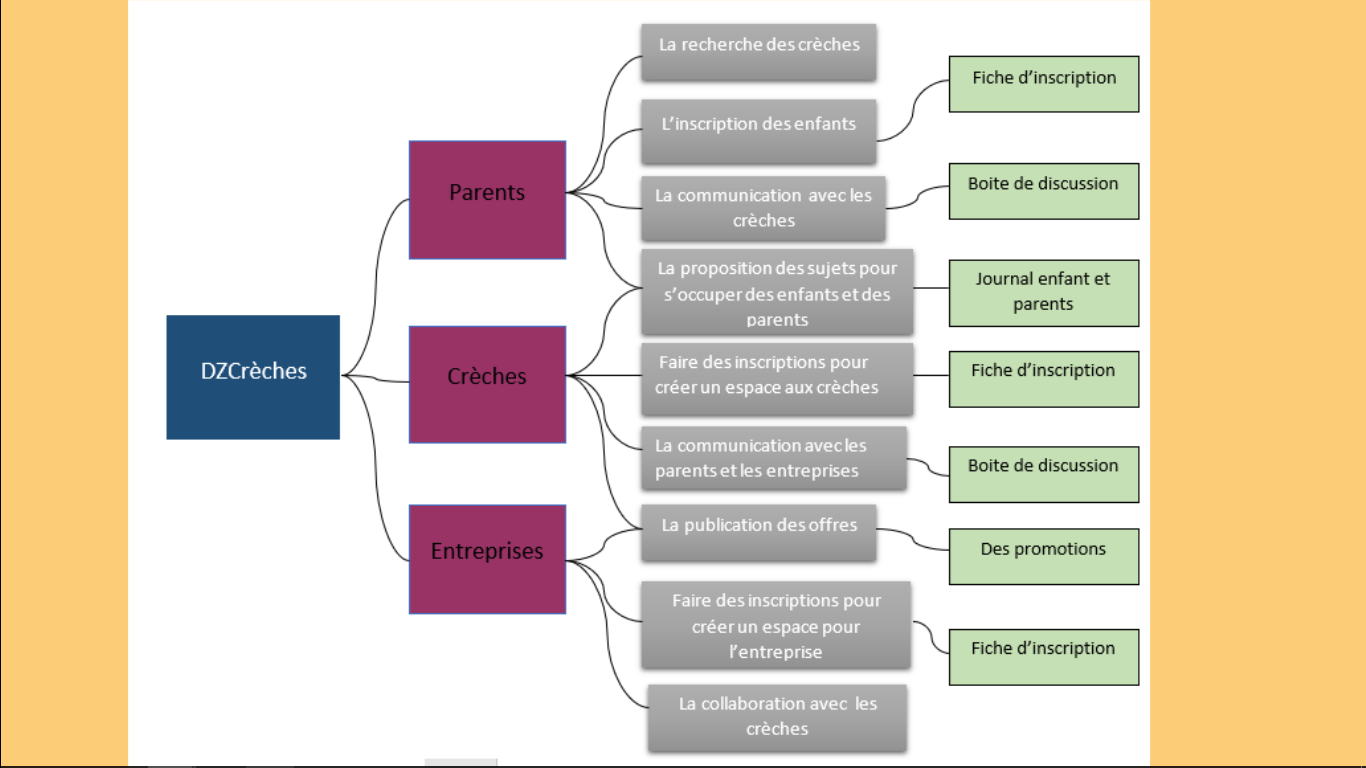 La recherche des crèches
Fiche d’inscription
L’inscription des enfants
Boite de discussion
Parents
La communication avec les
crèches
La proposition des sujets pour
s’occuper des enfants et des
parents
Journal enfant et
parents
DZCrèches
Crèches
Faire des inscriptions pour
créer un espace aux crèches
Fiche d’inscription
La communication avec les
parents et les entreprises
Boite de discussion
Entreprises
La publication des offres
Des promotions
Faire des inscriptions pour
créer un espace pour
l’entreprise
Fiche d’inscription
La collaboration avec les
crèches